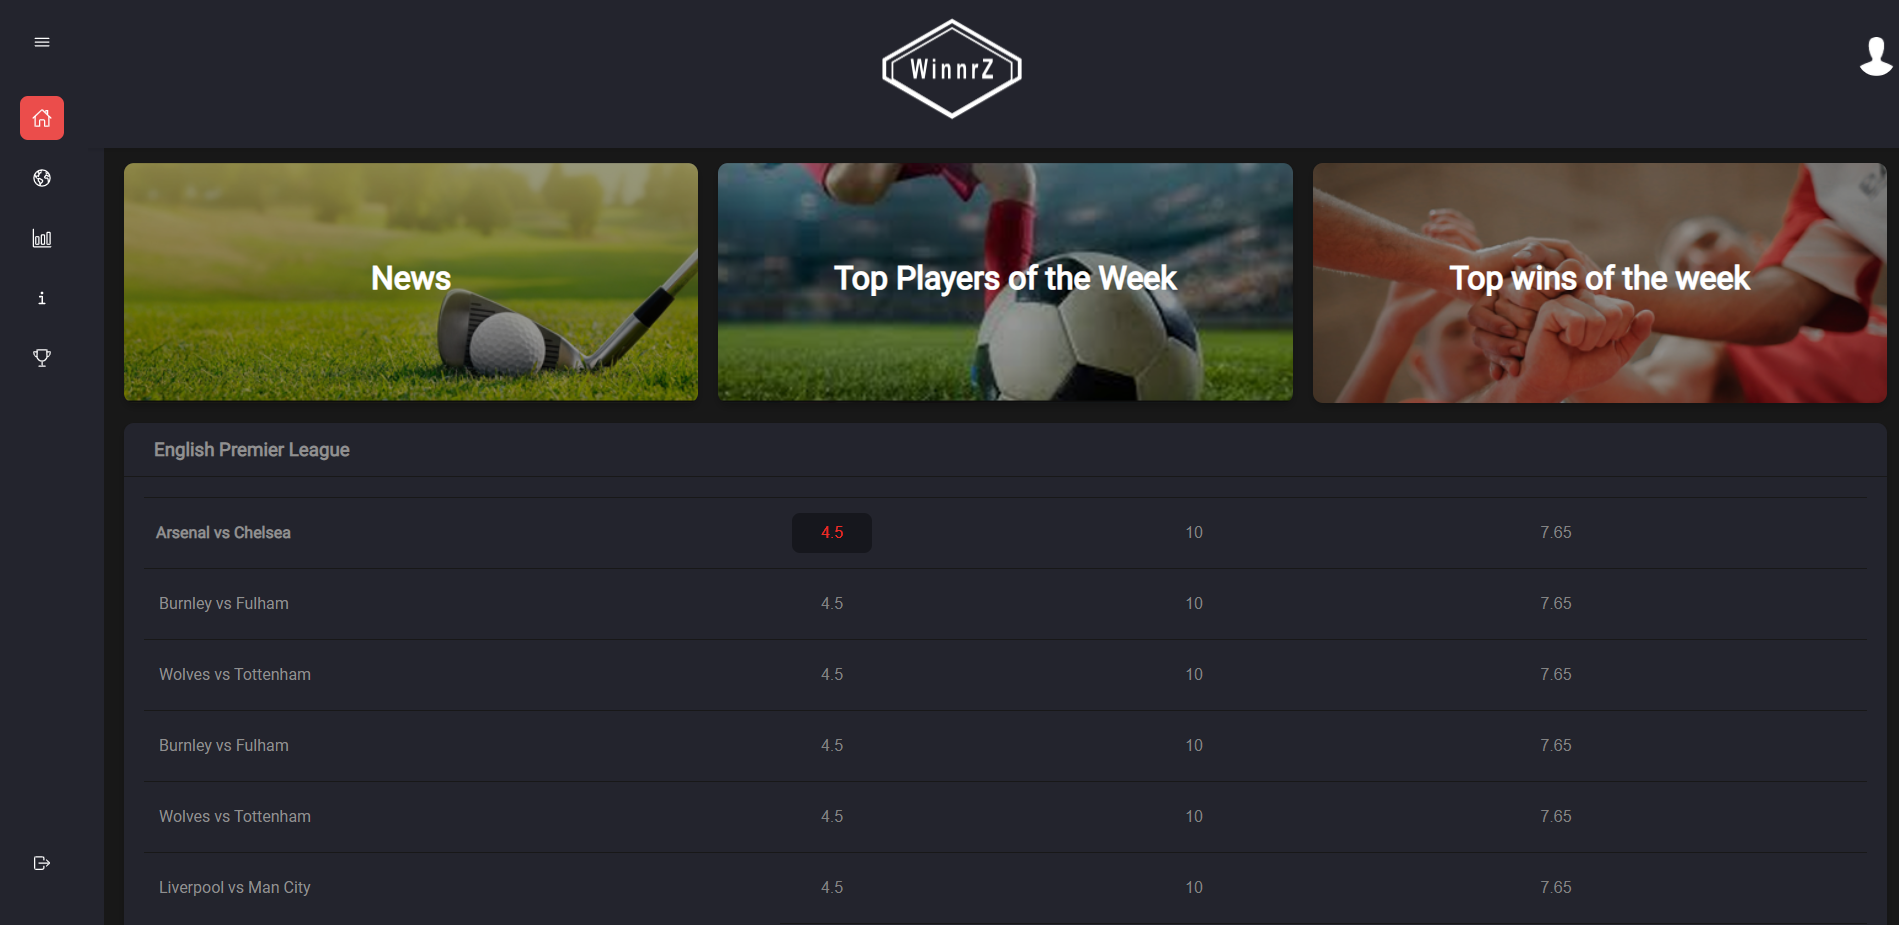 WinnrZ
News
Top Players of the Week
Top wins of the week
English Premier League
Arsenal vs Chelsea 4.5 10 7.65
Burnley vs Fulham 4.5 10 7.65
Wolves vs Tottenham 4.5 10 7.65
Burnley vs Fulham 4.5 10 7.65
Wolves vs Tottenham 4.5 10 7.65
Liverpool vs Man City 4.5 10 7.65